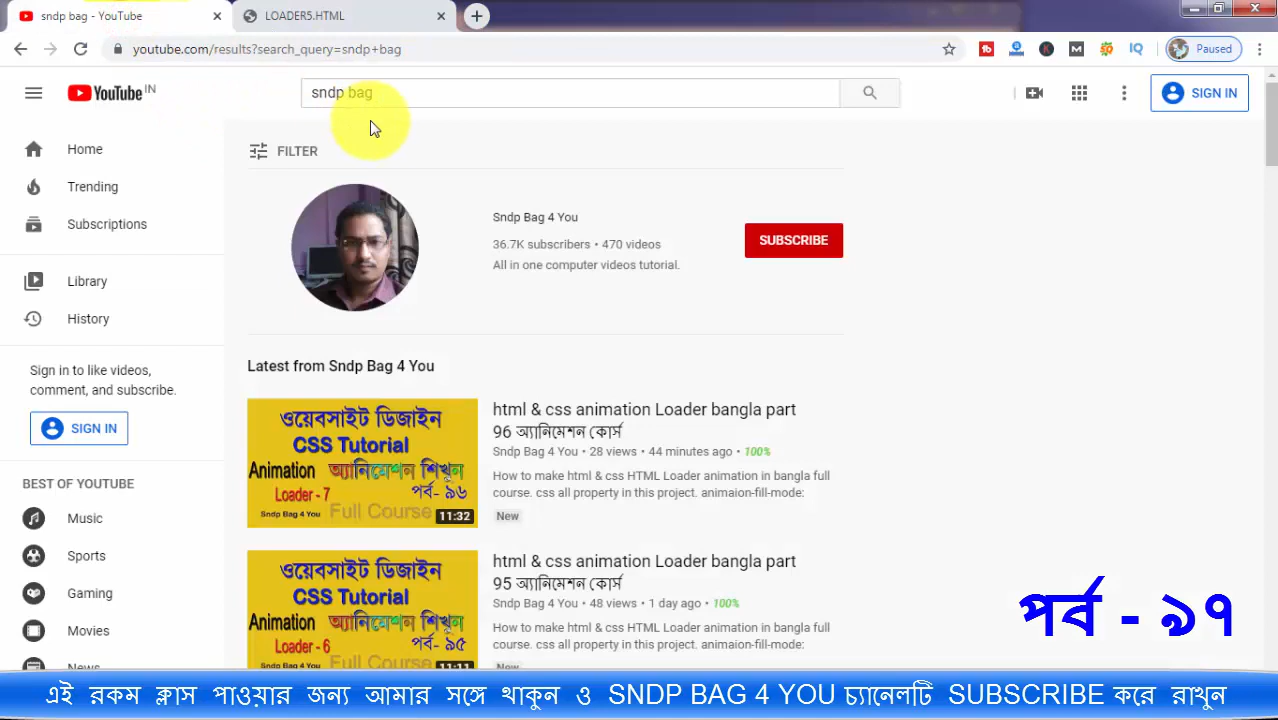 sndp bag - YouTube
LOADER5.HTML
youtube.com/results?search_query=sndp+bag
Paused
YouTube IN
sndp bag
SIGN IN
Home
Trending
Subscriptions
Library
History
Sign in to like videos,
comment, and subscribe.
SIGN IN
BEST OF YOUTUBE
Music
Sports
Gaming
Movies
News
FILTER
Sndp Bag 4 You
36.7K subscribers • 470 videos
All in one computer videos tutorial.
SUBSCRIBE
Latest from Sndp Bag 4 You
ওয়েবসাইট ডিজাইন
CSS Tutorial
Animation অ্যানিমেশন শিখুন
Loader - 7 পর্ব- ৯৬
Sndp Bag 4 You Full Course 11:32
html & css animation Loader bangla part
96 অ্যানিমেশন কোর্স
Sndp Bag 4 You • 28 views • 44 minutes ago • 100%
How to make html & css HTML Loader animation in bangla full
course. css all property in this project. animaion-fill-mode:
New
ওয়েবসাইট ডিজাইন
CSS Tutorial
Animation অ্যানিমেশন শিখুন
Loader - 6 পর্ব- ৯৫
Full Course 11:11
html & css animation Loader bangla part
95 অ্যানিমেশন কোর্স
Sndp Bag 4 You • 48 views • 1 day ago • 100%
How to make html & css HTML Loader animation in bangla full
course. css all property in this project. animaion-fill-mode:
New
পর্ব - ৯৭
এই রকম ক্লাস পাওয়ার জন্য আমার সঙ্গে থাকুন ও SNDP BAG 4 YOU চ্যানেলটি SUBSCRIBE করে রাখুন